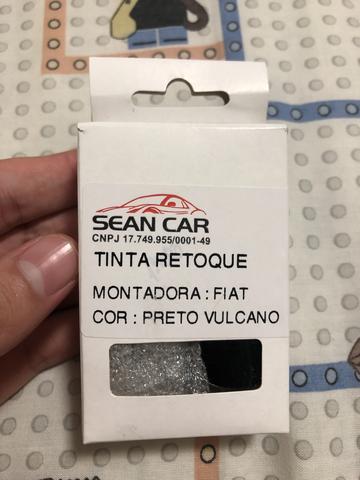 SEAN CAR
CNPJ 17.749.955/0001-49
TINTA RETOQUE
MONTADORA : FIAT
COR : PRETO VULCANO